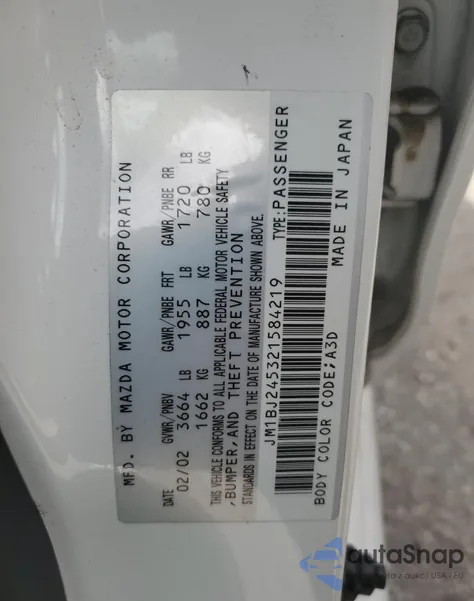 MFD. BY MAZDA MOTOR CORPORATION
DATE GVWR/PNBV GAWR/PNBE FRT GAWR/PNBE RR
02/02 3664 LB 1955 LB 1720 LB
1662 KG 887 KG 780 KG
THIS VEHICLE CONFORMS TO ALL APPLICABLE FEDERAL MOTOR VEHICLE SAFETY
,BUMPER, AND THEFT PREVENTION
STANDARDS IN EFFECT ON THE DATE OF MANUFACTURE SHOWN ABOVE.
JM1BJ245321584219 TYPE:PASSENGER
BODY COLOR CODE;A3D MADE IN JAPAN
autoSnap
/ USA / EU